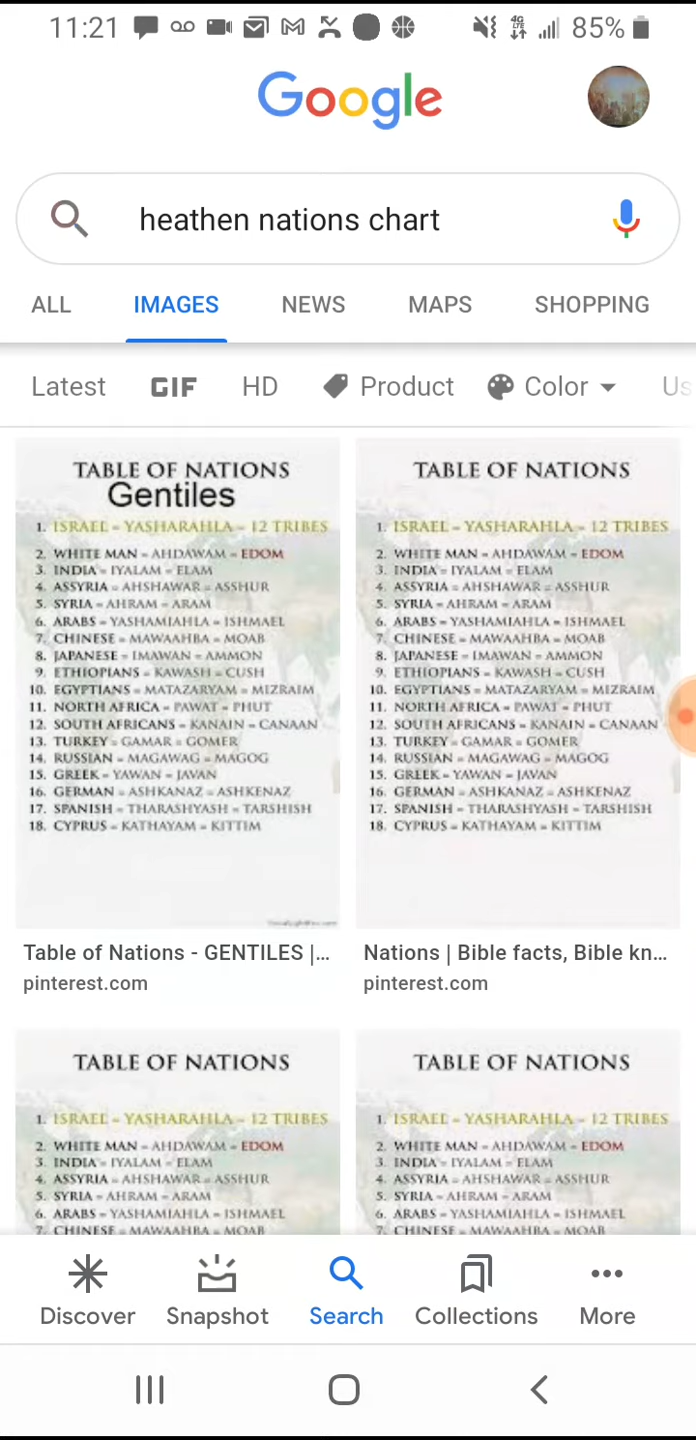 11:21 85%
Google
heathen nations chart
ALL IMAGES NEWS MAPS SHOPPING
Latest GIF HD Product Color Us
TABLE OF NATIONS
Gentiles
1. ISRAEL = YASHARAHLA = 12 TRIBES
2. WHITE MAN = AHDAWAM = EDOM
3. INDIA = IYALAM = ELAM
4. ASSYRIA = AHSHAWAR = ASSHUR
5. SYRIA = AHRAM = ARAM
6. ARABS = YASHAMIAHLA = ISHMAEL
7. CHINESE = MAWAAHBA = MOAB
8. JAPANESE = IMAWAN = AMMON
9. ETHIOPIANS = KAWASH = CUSH
10. EGYPTIANS = MATAZARYAM = MIZRAIM
11. NORTH AFRICA = PAWAT = PHUT
12. SOUTH AFRICANS = KANAIN = CANAAN
13. TURKEY = GAMAR = GOMER
14. RUSSIAN = MAGAWAG = MAGOG
15. GREEK = YAWAN = JAVAN
16. GERMAN = ASHKANAZ = ASHKENAZ
17. SPANISH = THARASHYASH = TARSHISH
18. CYPRUS = KATHAYAM = KITTIM
Table of Nations - GENTILES |...
pinterest.com
TABLE OF NATIONS
1. ISRAEL = YASHARAHLA = 12 TRIBES
2. WHITE MAN = AHDAWAM = EDOM
3. INDIA = IYALAM = ELAM
4. ASSYRIA = AHSHAWAR = ASSHUR
5. SYRIA = AHRAM = ARAM
6. ARABS = YASHAMIAHLA = ISHMAEL
7. CHINESE = MAWAAHBA = MOAB
8. JAPANESE = IMAWAN = AMMON
9. ETHIOPIANS = KAWASH = CUSH
10. EGYPTIANS = MATAZARYAM = MIZRAIM
11. NORTH AFRICA = PAWAT = PHUT
12. SOUTH AFRICANS = KANAIN = CANAAN
13. TURKEY = GAMAR = GOMER
14. RUSSIAN = MAGAWAG = MAGOG
15. GREEK = YAWAN = JAVAN
16. GERMAN = ASHKANAZ = ASHKENAZ
17. SPANISH = THARASHYASH = TARSHISH
18. CYPRUS = KATHAYAM = KITTIM
Nations | Bible facts, Bible kn...
pinterest.com
TABLE OF NATIONS
1. ISRAEL = YASHARAHLA = 12 TRIBES
2. WHITE MAN = AHDAWAM = EDOM
3. INDIA = IYALAM = ELAM
4. ASSYRIA = AHSHAWAR = ASSHUR
5. SYRIA = AHRAM = ARAM
6. ARABS = YASHAMIAHLA = ISHMAEL
7. CHINESE = MAWAAHBA = MOAB
TABLE OF NATIONS
1. ISRAEL = YASHARAHLA = 12 TRIBES
2. WHITE MAN = AHDAWAM = EDOM
3. INDIA = IYALAM = ELAM
4. ASSYRIA = AHSHAWAR = ASSHUR
5. SYRIA = AHRAM = ARAM
6. ARABS = YASHAMIAHLA = ISHMAEL
7. CHINESE = MAWAAHBA = MOAB
Discover Snapshot Search Collections More